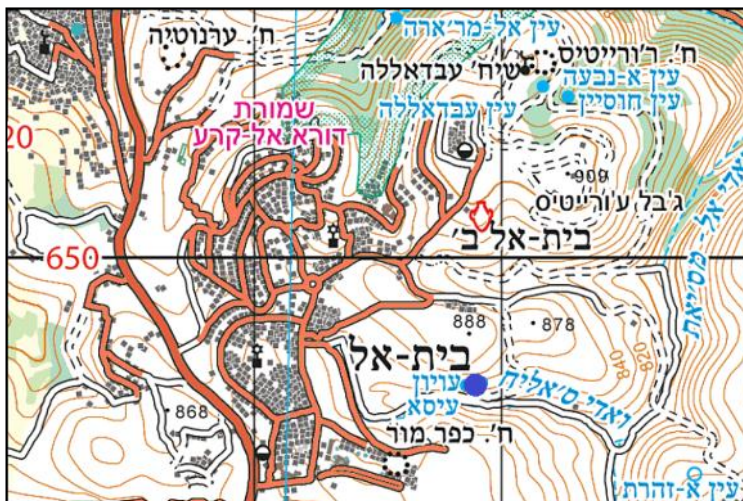 ח'. ערנוטיה
עין אל-מר'ארה
ח'. ר'ורייטיס
שיח' עבדאללה
עין א-נבעה
עין חוסיין
עין עבדאללה
שמורת
דורא אל-קרע
20
909
ג'בל ע'ורייטיס
בית-אל ב'
650
888
878
840
820
בית-אל
עויון
עיסא
ואדי ס'אליח
868
ח'. כפר מור
עין א-זהרת